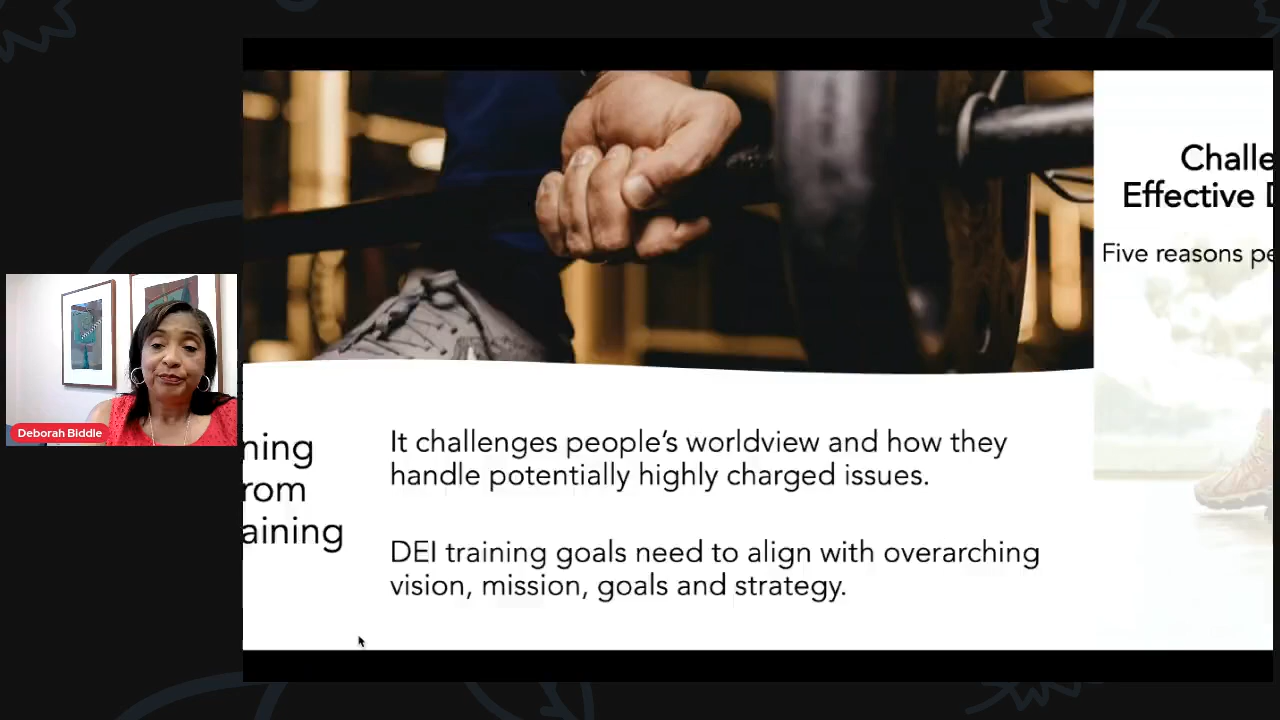 Deborah Biddle
ning
rom
aining
It challenges people's worldview and how they
handle potentially highly charged issues.
DEI training goals need to align with overarching
vision, mission, goals and strategy.
Challe
Effective D
Five reasons pe